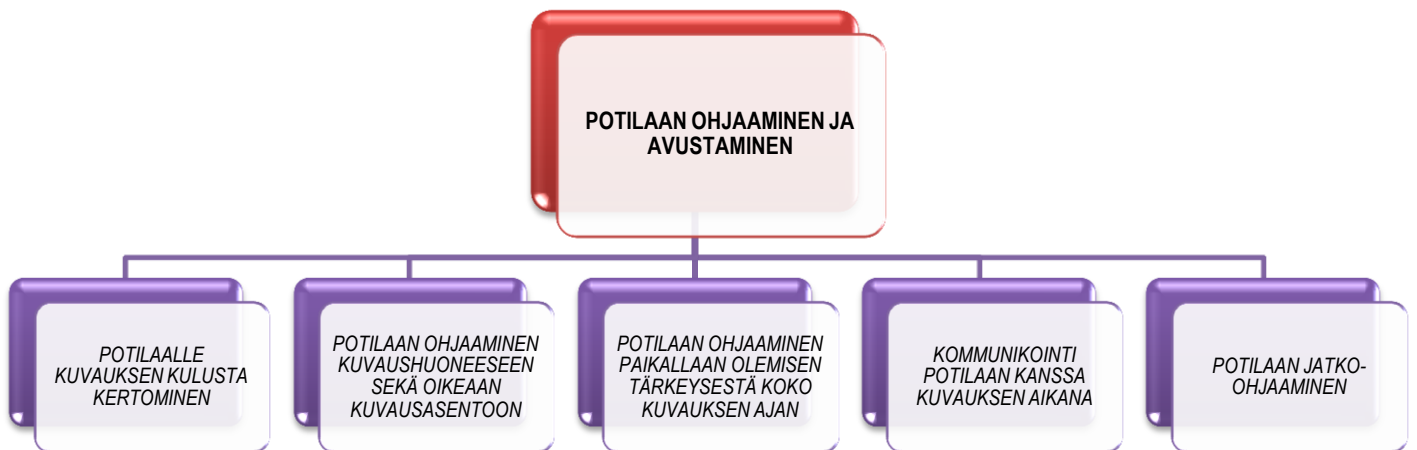 POTILAAN OHJAAMINEN JA
AVUSTAMINEN
POTILAALLE
KUVAUKSEN KULUSTA
KERTOMINEN
POTILAAN OHJAAMINEN
KUVAUSHUONEESEEN
SEKÄ OIKEAAN
KUVAUSASENTOON
POTILAAN OHJAAMINEN
PAIKALLAAN OLEMISEN
TÄRKEYSESTÄ KOKO
KUVAUKSEN AJAN
KOMMUNIKOINTI
POTILAAN KANSSA
KUVAUKSEN AIKANA
POTILAAN JATKO-
OHJAAMINEN